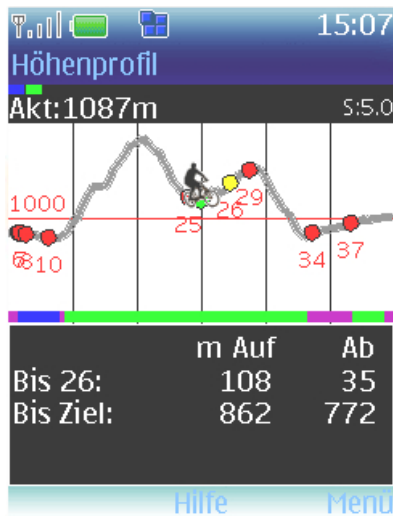 15:07
Höhenprofil
Akt:1087m S:5.0
1000
25 26 29
6 8 10 34 37
m Auf Ab
Bis 26: 108 35
Bis Ziel: 862 772
Hilfe Menü